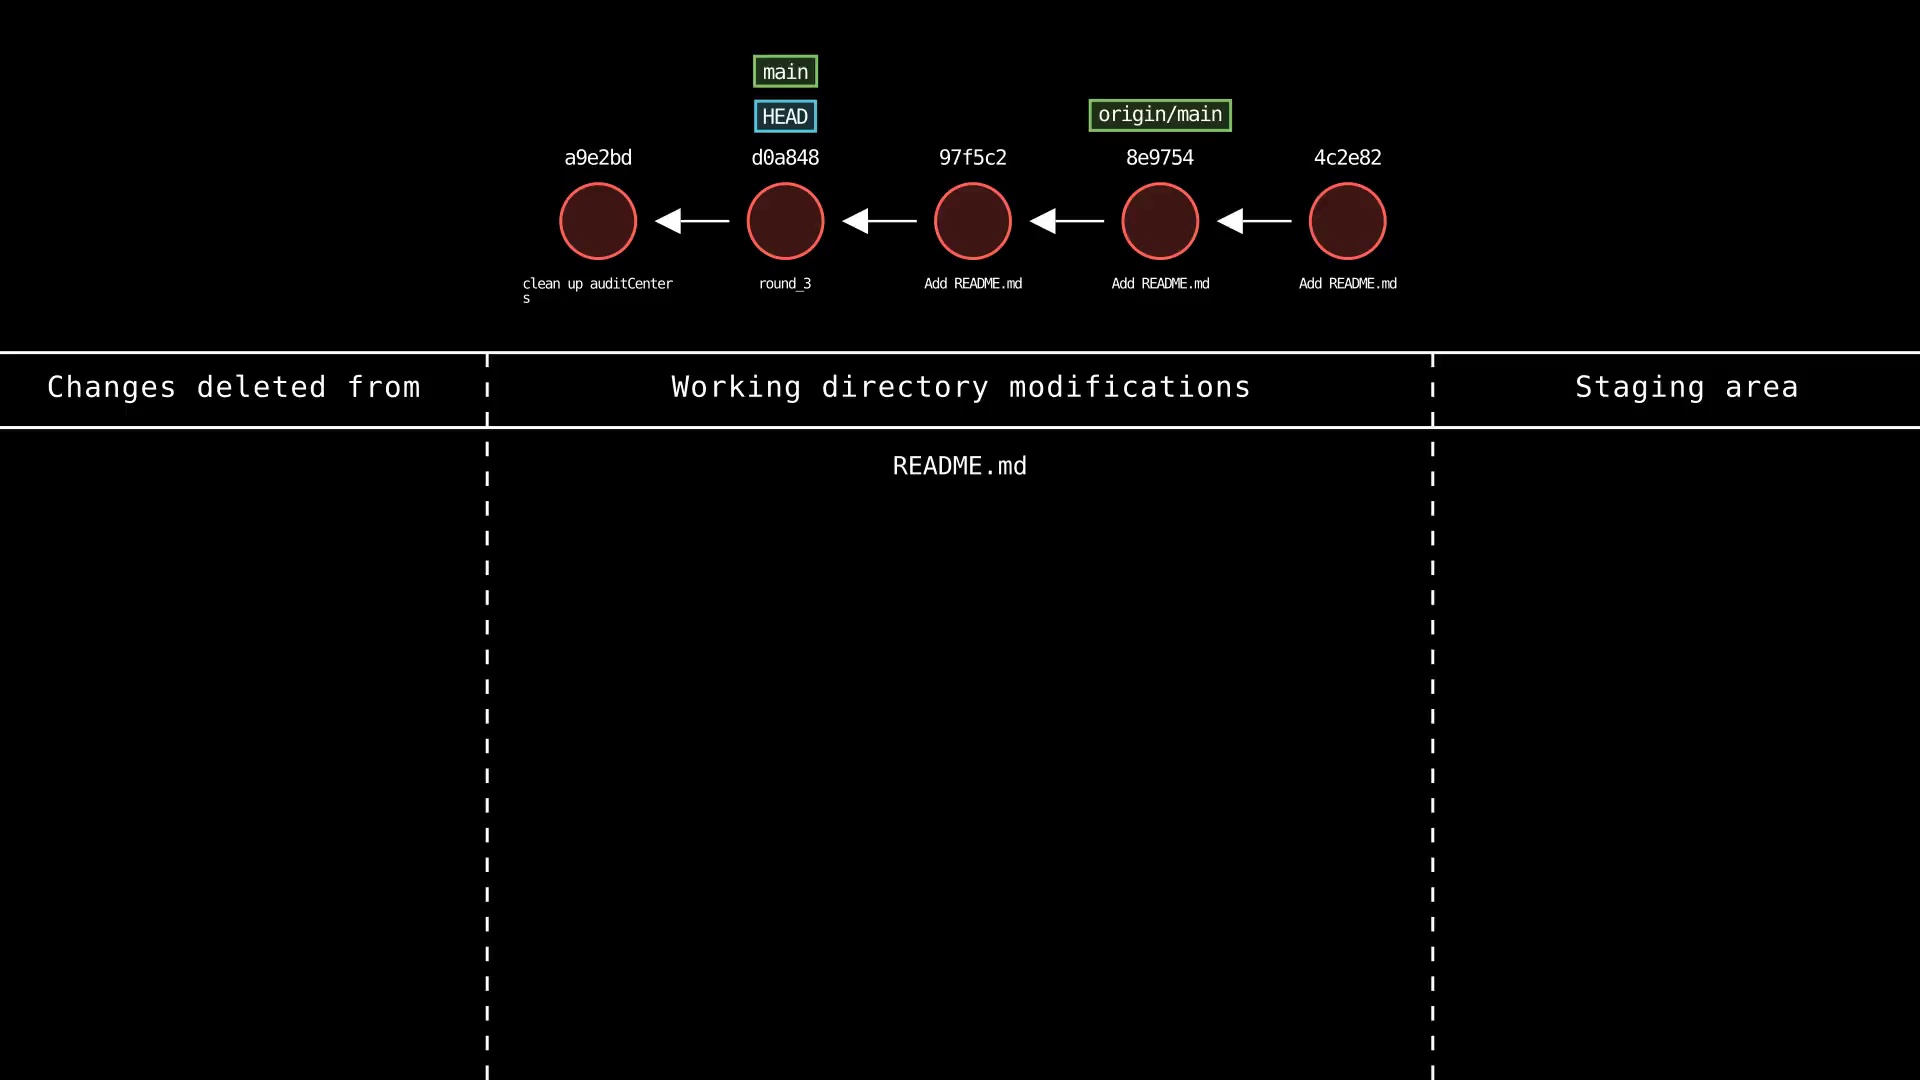 main
HEAD
origin/main
a9e2bd
d0a848
97f5c2
8e9754
4c2e82
clean up auditCenter
s
round_3
Add README.md
Add README.md
Add README.md
Changes deleted from
Working directory modifications
Staging area
README.md